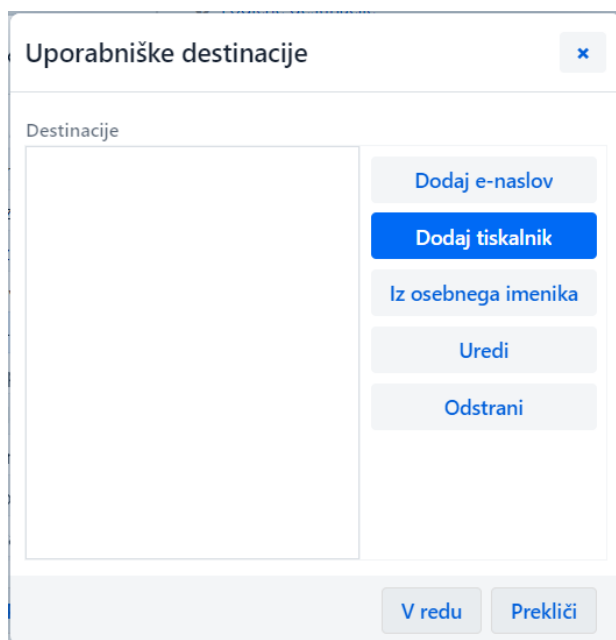 Uporabniške destinacije
×
Destinacije
Dodaj e-naslov
Dodaj tiskalnik
Iz osebnega imenika
Uredi
Odstrani
V redu
Prekliči